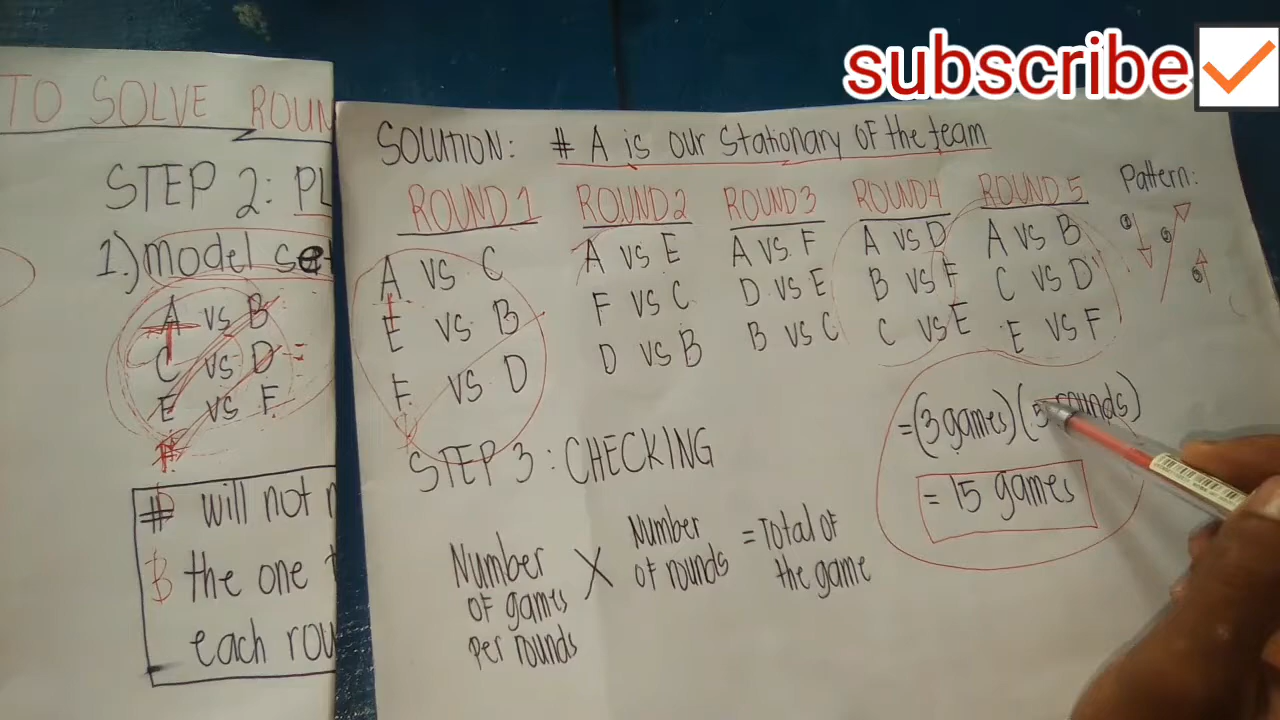 subscribe
TO SOLVE ROUN
STEP 2: PL
1.) model set
A vs B
C vs D =
E vs F
# will not
the one
each rou
SOLUTION: # A is our Stationary of the team
ROUND 1
A vs C
E vs B
F vs D
ROUND 2
A vs E
F vs C
D vs B
ROUND 3
A vs F
D vs E
B vs C
ROUND 4
A vs D
B vs F
C vs E
ROUND 5
A vs B
C vs D
E vs F
Pattern:
STEP 3: CHECKING
Number
of games
per rounds
X
Number
of rounds
= Total of
the game
= (3 games) (5 rounds)
= 15 games